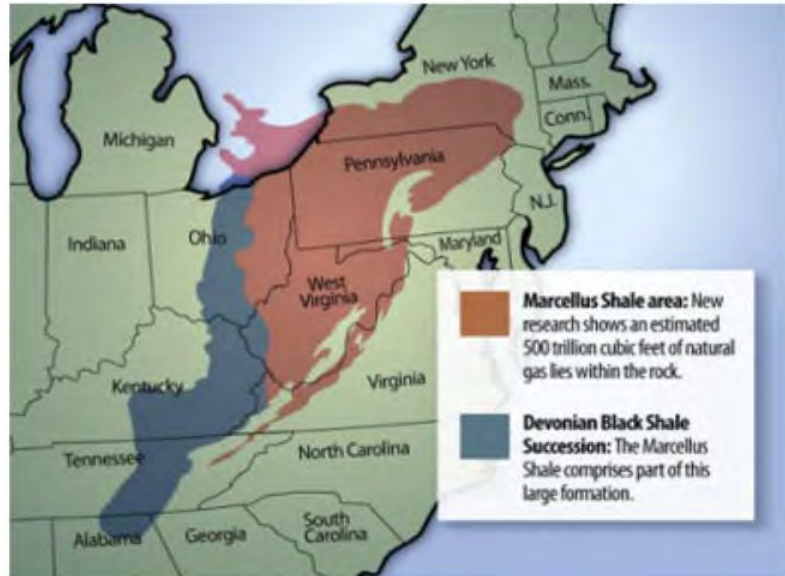 New York
Mass.
Conn.
Michigan
Pennsylvania
N.J.
Indiana
Ohio
Maryland
West
Virginia
Kentucky
Virginia
Tennessee
North Carolina
Alabama
Georgia
South
Carolina
Marcellus Shale area: New
research shows an estimated
500 trillion cubic feet of natural
gas lies within the rock.
Devonian Black Shale
Succession: The Marcellus
Shale comprises part of this
large formation.